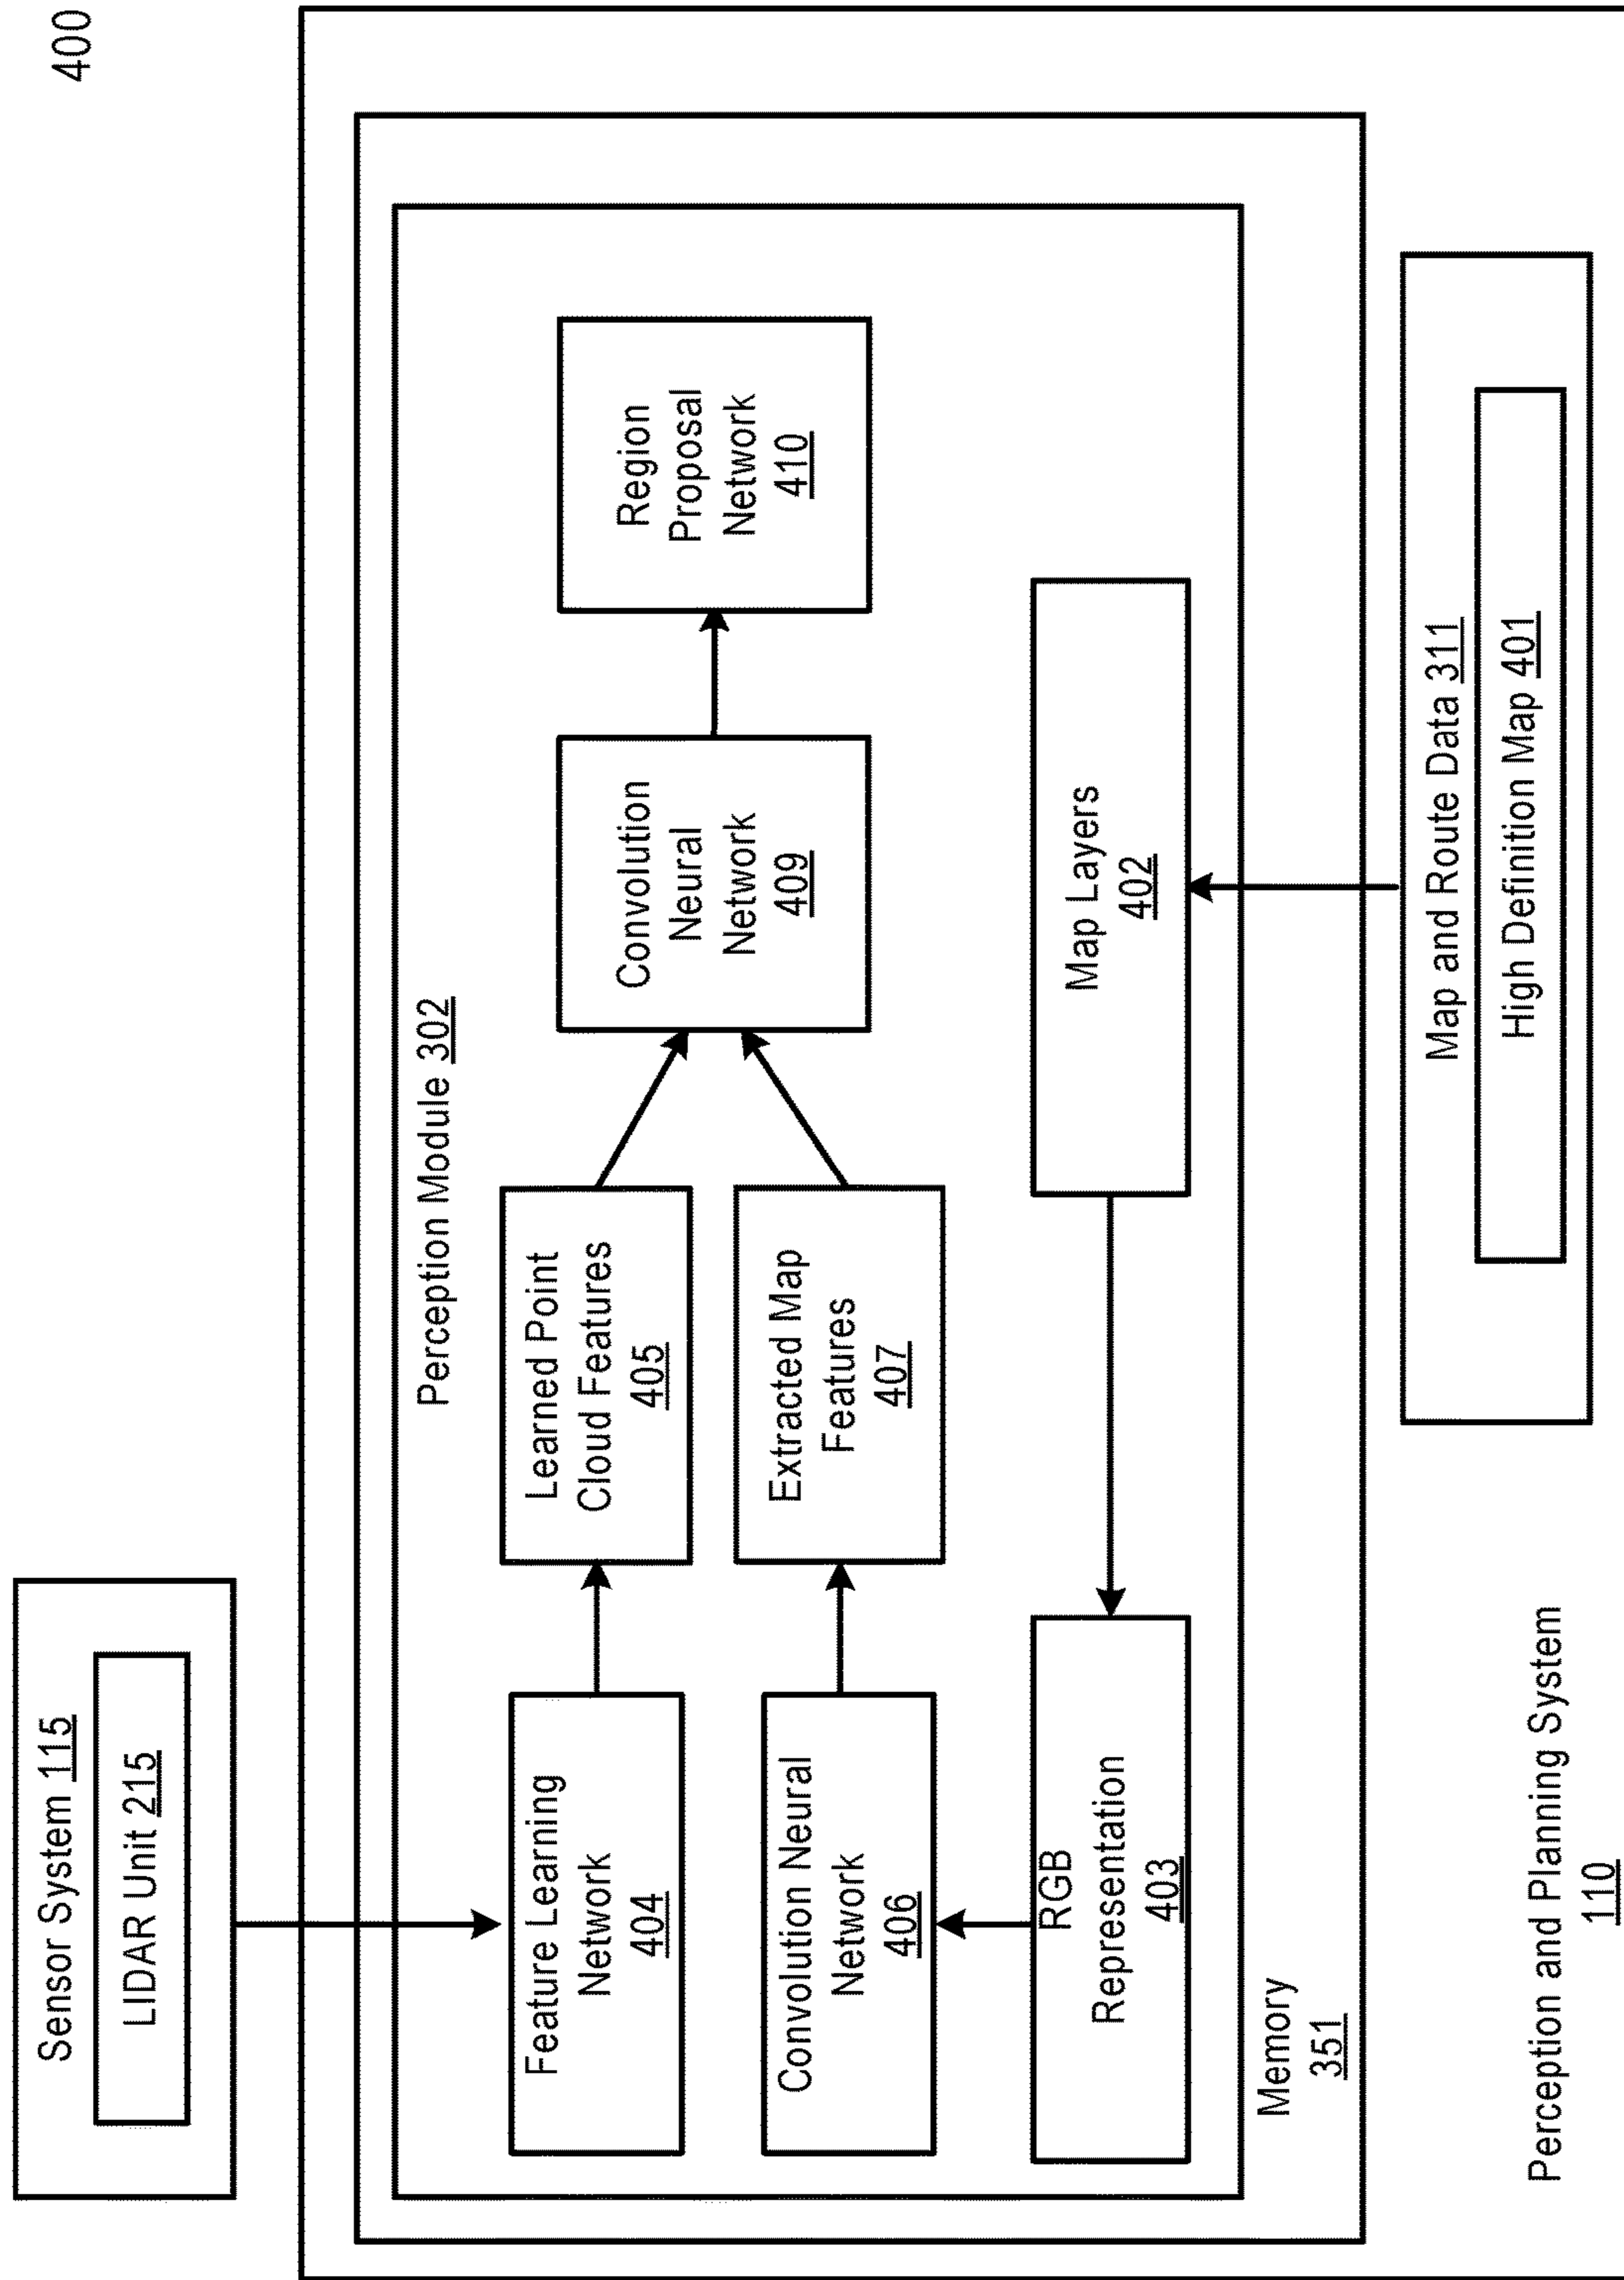 400
Sensor System 115
LIDAR Unit 215
Perception Module 302
Feature Learning
Network
404
Learned Point
Cloud Features
405
Convolution
Neural
Network
409
Region
Proposal
Network
410
Convolution Neural
Network
406
Extracted Map
Features
407
RGB
Representation
403
Map Layers
402
Memory
351
Map and Route Data 311
High Definition Map 401
Perception and Planning System
110